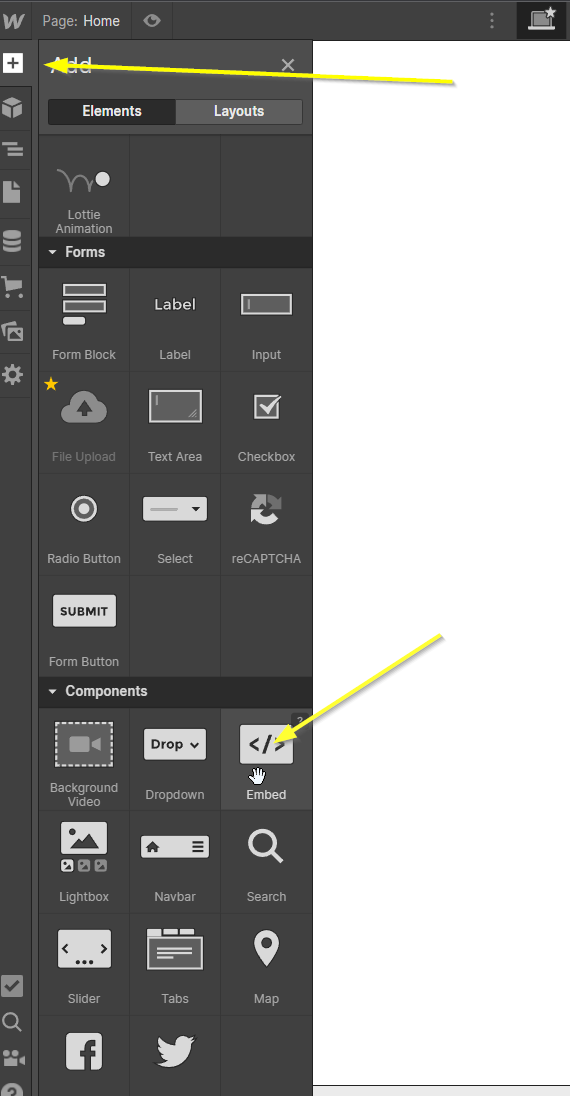 W Page: Home
Add
Elements Layouts
Lottie
Animation
Forms
Label
Form Block Label Input
File Upload Text Area Checkbox
Radio Button Select reCAPTCHA
SUBMIT
Form Button
Components
?
Drop </>
Background
Video Dropdown Embed
Lightbox Navbar Search
Slider Tabs Map
?